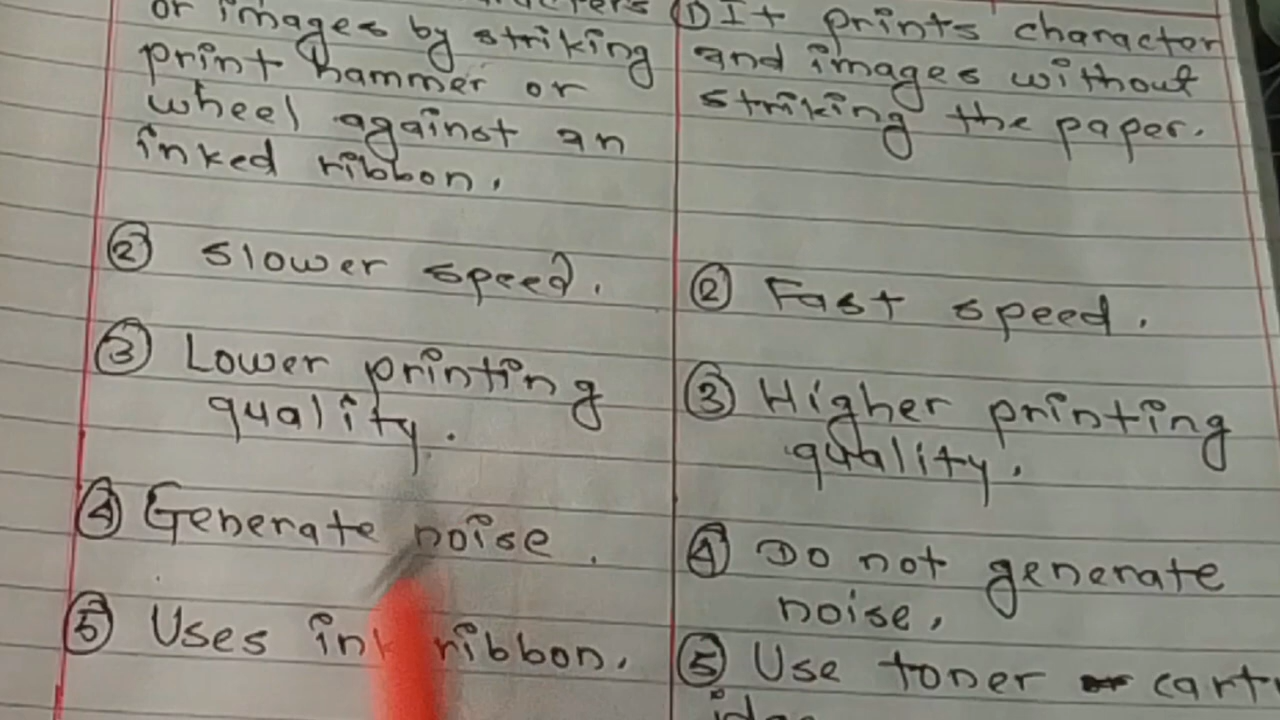 or images by striking
print hammer or
wheel against an
inked ribbon.
② Slower speed.
③ Lower printing
quality.
④ Generate noise.
⑤ Uses ink ribbon.
① It prints character
and images without
striking the paper.
② Fast speed.
③ Higher printing
quality.
④ Do not generate
noise.
⑤ Use toner